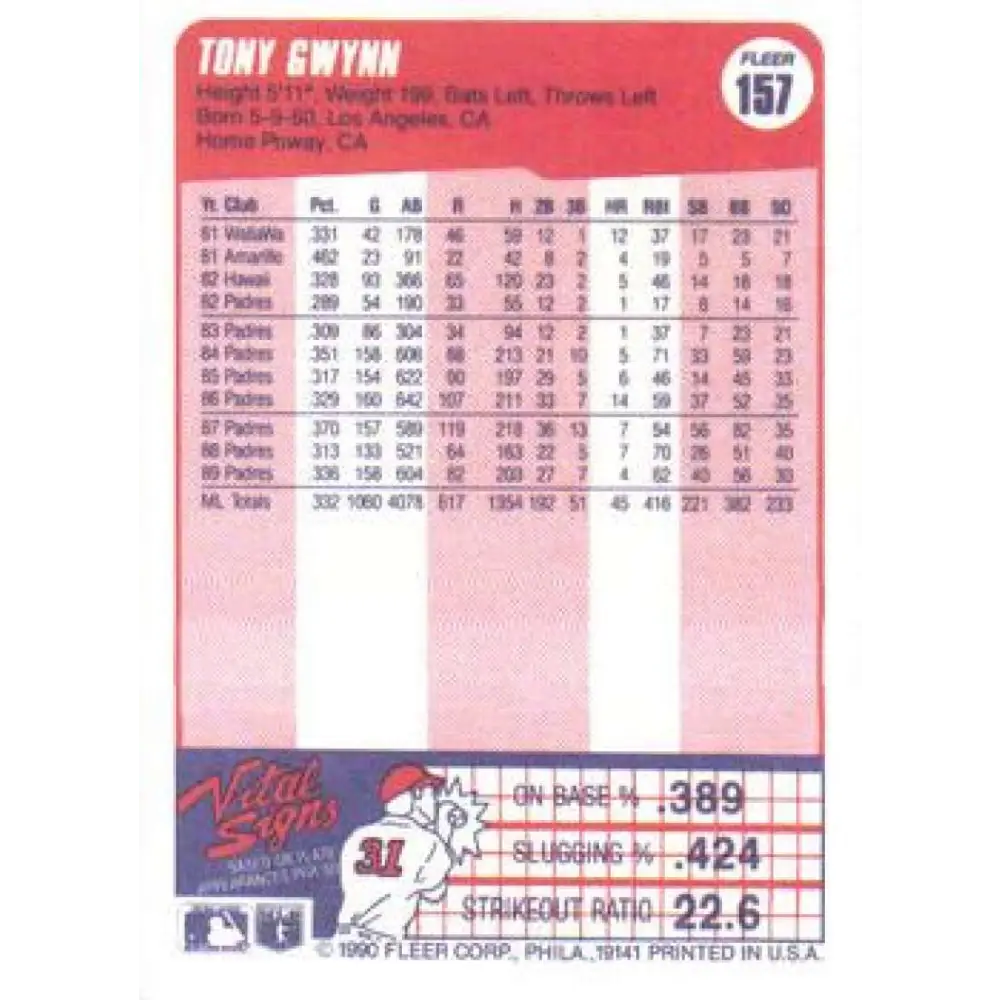 TONY GWYNN
FLEER
157
Height 5'11", Weight 199, Bats Left, Throws Left
Born 5-9-60, Los Angeles, CA
Home Poway, CA
Yr. Club Pct. G AB R H 2B 3B HR RBI SB BB SO
81 WallaWa .331 42 178 46 59 12 1 12 37 17 23 21
81 Amarillo .462 23 91 22 42 8 2 4 19 5 5 7
82 Hawaii .328 93 366 65 120 23 2 5 46 14 18 18
82 Padres .289 54 190 33 55 12 2 1 17 8 14 16
83 Padres .309 86 304 34 94 12 2 1 37 7 23 21
84 Padres .351 158 606 88 213 21 10 5 71 33 59 23
85 Padres .317 154 622 90 197 29 5 6 46 14 45 33
86 Padres .329 160 642 107 211 33 7 14 59 37 52 35
87 Padres .370 157 589 119 218 36 13 7 54 56 82 35
88 Padres .313 133 521 64 163 22 5 7 70 26 51 40
89 Padres .336 158 604 82 203 27 7 4 62 40 56 30
ML Totals .332 1060 4078 617 1354 192 51 45 416 221 382 233
Vital
Signs
31
ON BASE % .389
SLUGGING % .424
STRIKEOUT RATIO 22.6
© 1990 FLEER CORP., PHILA.,19141 PRINTED IN U.S.A.